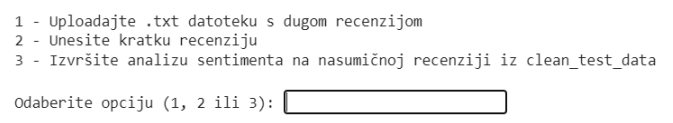 1 - Uploadajte .txt datoteku s dugom recenzijom
2 - Unesite kratku recenziju
3 - Izvršite analizu sentimenta na nasumičnoj recenziji iz clean_test_data
Odaberite opciju (1, 2 ili 3):